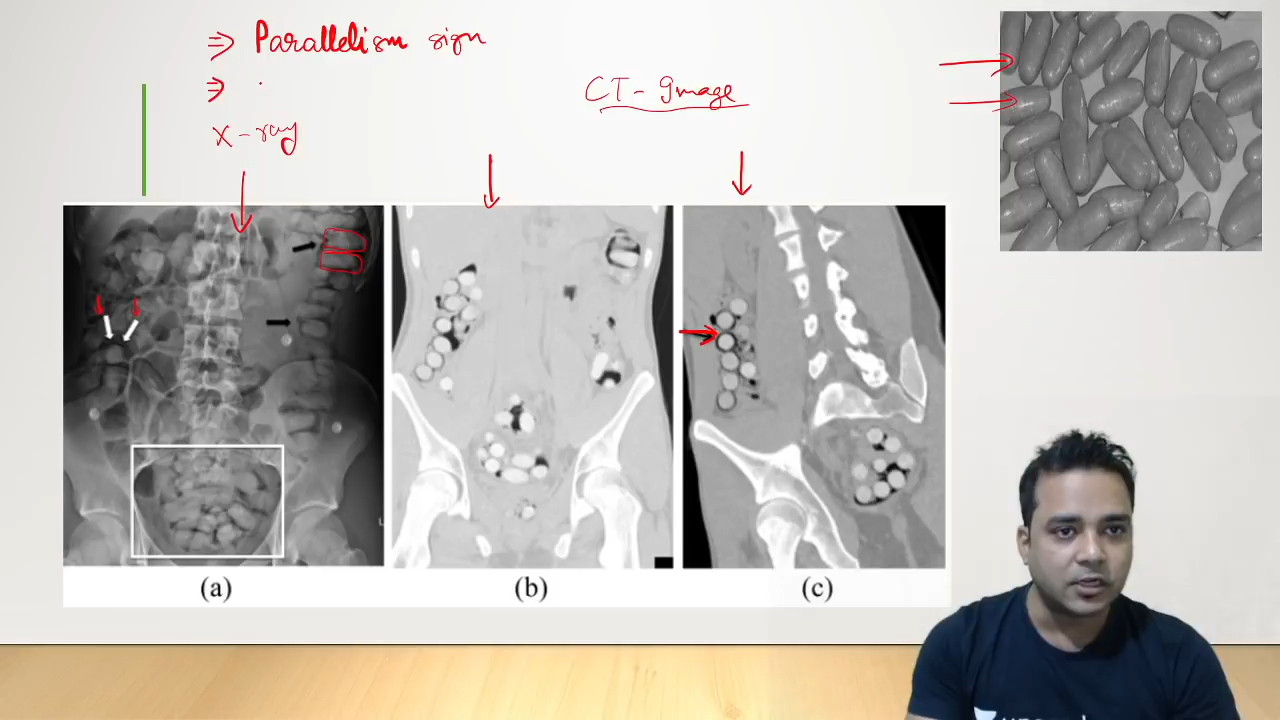 ⇒ Parallelism sign
⇒
X-ray
CT-Image
(a)
(b)
(c)
L